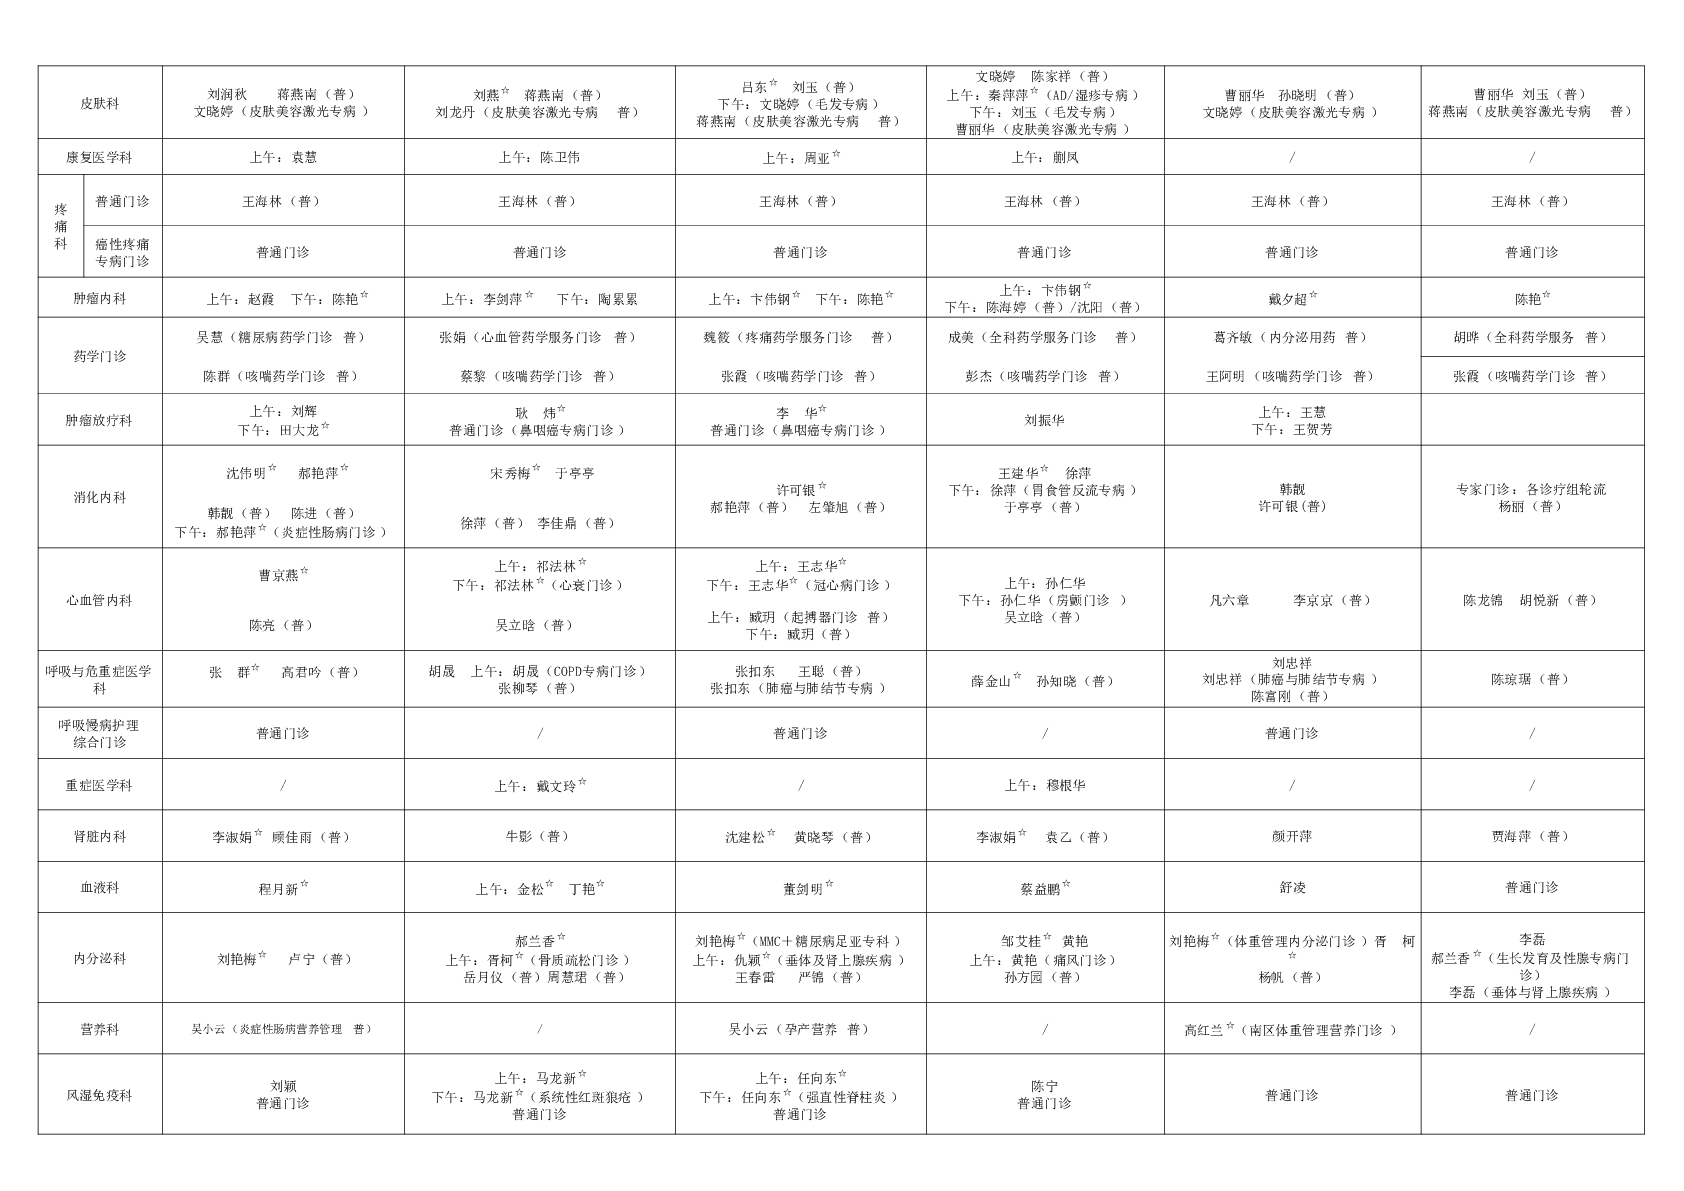 皮肤科
刘润秋 蒋燕南（普）
文晓婷（皮肤美容激光专病）
刘燕☆ 蒋燕南（普）
刘龙丹（皮肤美容激光专病 普）
吕东☆ 刘玉（普）
下午：文晓婷（毛发专病）
蒋燕南（皮肤美容激光专病 普）
文晓婷 陈家祥（普）
上午：秦萍萍☆（AD/湿疹专病）
下午：刘玉（毛发专病）
曹丽华（皮肤美容激光专病）
曹丽华 孙晓明（普）
文晓婷（皮肤美容激光专病）
曹丽华 刘玉（普）
蒋燕南（皮肤美容激光专病 普）
康复医学科
上午：袁慧
上午：陈卫伟
上午：周亚☆
上午：蒯凤
/
/
疼痛科
普通门诊
王海林（普）
王海林（普）
王海林（普）
王海林（普）
王海林（普）
王海林（普）
癌性疼痛
专病门诊
普通门诊
普通门诊
普通门诊
普通门诊
普通门诊
普通门诊
肿瘤内科
上午：赵霞 下午：陈艳☆
上午：李剑萍☆ 下午：陶累累
上午：卞伟钢☆ 下午：陈艳☆
上午：卞伟钢☆
下午：陈海婷（普）/沈阳（普）
戴夕超☆
陈艳☆
药学门诊
吴慧（糖尿病药学门诊 普）
张娟（心血管药学服务门诊 普）
魏筱（疼痛药学服务门诊 普）
成美（全科药学服务门诊 普）
葛齐敏（内分泌用药 普）
胡晔（全科药学服务 普）
陈群（咳喘药学门诊 普）
蔡黎（咳喘药学门诊 普）
张霞（咳喘药学门诊 普）
彭杰（咳喘药学门诊 普）
王阿明（咳喘药学门诊 普）
张霞（咳喘药学门诊 普）
肿瘤放疗科
上午：刘辉
下午：田大龙☆
耿 炜☆
普通门诊（鼻咽癌专病门诊）
李 华☆
普通门诊（鼻咽癌专病门诊）
刘振华
上午：王慧
下午：王贺芳
消化内科
沈伟明☆ 郝艳萍☆
韩靓（普） 陈进（普）
下午：郝艳萍☆（炎症性肠病门诊）
宋秀梅☆ 于亭亭
徐萍（普） 李佳鼎（普）
许可银☆
郝艳萍（普） 左肇旭（普）
王建华☆ 徐萍
下午：徐萍（胃食管反流专病）
于亭亭（普）
韩靓
许可银(普)
专家门诊：各诊疗组轮流
杨丽（普）
心血管内科
曹京燕☆
陈亮（普）
上午：祁法林☆
下午：祁法林☆（心衰门诊）
吴立晗（普）
上午：王志华☆
下午：王志华☆（冠心病门诊）
上午：臧玥（起搏器门诊 普）
下午：臧玥（普）
上午：孙仁华
下午：孙仁华（房颤门诊 ）
吴立晗（普）
凡六章 李京京（普）
陈龙锦 胡悦新（普）
呼吸与危重症医学
科
张 群☆ 高君吟（普）
胡晟 上午：胡晟（COPD专病门诊）
张柳琴（普）
张扣东 王聪（普）
张扣东（肺癌与肺结节专病）
薛金山☆ 孙知晓（普）
刘忠祥
刘忠祥（肺癌与肺结节专病）
陈富刚（普）
陈琼琚（普）
呼吸慢病护理
综合门诊
普通门诊
/
普通门诊
/
普通门诊
/
重症医学科
/
上午：戴文玲☆
/
上午：穆根华
/
/
肾脏内科
李淑娟☆ 顾佳雨（普）
牛影（普）
沈建松☆ 黄晓琴（普）
李淑娟☆ 袁乙（普）
颜开萍
贾海萍（普）
血液科
程月新☆
上午：金松☆ 丁艳☆
董剑明☆
蔡益鹏☆
舒凌
普通门诊
内分泌科
刘艳梅☆ 卢宁（普）
郝兰香☆
上午：胥柯☆（骨质疏松门诊）
岳月仪（普）周慧珺（普）
刘艳梅☆（MMC＋糖尿病足亚专科）
上午：仇颖☆（垂体及肾上腺疾病）
王春雷 严锦（普）
邹艾桂☆ 黄艳
上午：黄艳（痛风门诊）
孙方园（普）
刘艳梅☆（体重管理内分泌门诊）胥 柯
☆
杨帆（普）
李磊
郝兰香☆（生长发育及性腺专病门
诊）
李磊（垂体与肾上腺疾病）
营养科
吴小云（炎症性肠病营养管理 普）
/
吴小云（孕产营养 普）
/
高红兰☆（南区体重管理营养门诊 ）
/
风湿免疫科
刘颖
普通门诊
上午：马龙新☆
下午：马龙新☆（系统性红斑狼疮）
普通门诊
上午：任向东☆
下午：任向东☆（强直性脊柱炎）
普通门诊
陈宁
普通门诊
普通门诊
普通门诊